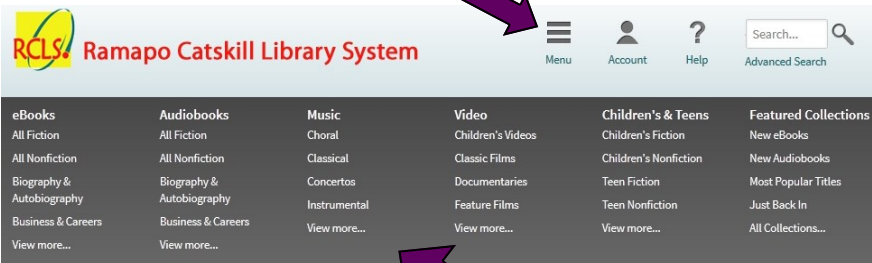 RCLS! Ramapo Catskill Library System
Menu
Account
? Help
Search...
Advanced Search
eBooks
All Fiction
All Nonfiction
Biography &
Autobiography
Business & Careers
View more...
Audiobooks
All Fiction
All Nonfiction
Biography &
Autobiography
Business & Careers
View more...
Music
Choral
Classical
Concertos
Instrumental
View more...
Video
Children's Videos
Classic Films
Documentaries
Feature Films
View more...
Children's & Teens
Children's Fiction
Children's Nonfiction
Teen Fiction
Teen Nonfiction
View more...
Featured Collections
New eBooks
New Audiobooks
Most Popular Titles
Just Back In
All Collections...